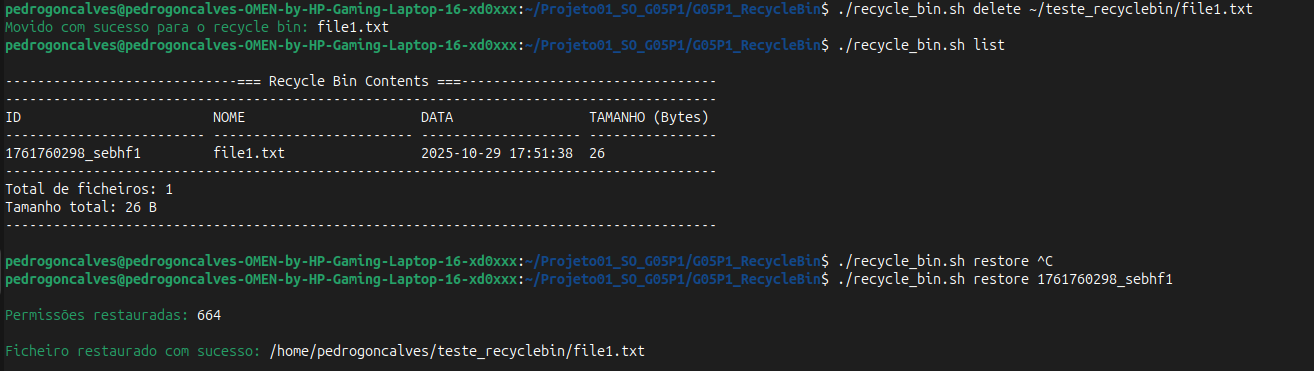 pedrogoncalves@pedrogoncalves-OMEN-by-HP-Gaming-Laptop-16-xd0xxx:~/Projeto01_SO_G05P1/G05P1_RecycleBin$ ./recycle_bin.sh delete ~/teste_recyclebin/file1.txt
Movido com sucesso para o recycle bin: file1.txt
pedrogoncalves@pedrogoncalves-OMEN-by-HP-Gaming-Laptop-16-xd0xxx:~/Projeto01_SO_G05P1/G05P1_RecycleBin$ ./recycle_bin.sh list
-----------------------------=== Recycle Bin Contents ===--------------------------------
-----------------------------------------------------------------------------------------
ID                        NOME                      DATA                 TAMANHO (Bytes)
------------------------- ------------------------- -------------------- ----------------
1761760298_sebhf1         file1.txt                 2025-10-29 17:51:38  26
-----------------------------------------------------------------------------------------
Total de ficheiros: 1
Tamanho total: 26 B
-----------------------------------------------------------------------------------------
pedrogoncalves@pedrogoncalves-OMEN-by-HP-Gaming-Laptop-16-xd0xxx:~/Projeto01_SO_G05P1/G05P1_RecycleBin$ ./recycle_bin.sh restore ^C
pedrogoncalves@pedrogoncalves-OMEN-by-HP-Gaming-Laptop-16-xd0xxx:~/Projeto01_SO_G05P1/G05P1_RecycleBin$ ./recycle_bin.sh restore 1761760298_sebhf1
Permissões restauradas: 664
Ficheiro restaurado com sucesso: /home/pedrogoncalves/teste_recyclebin/file1.txt